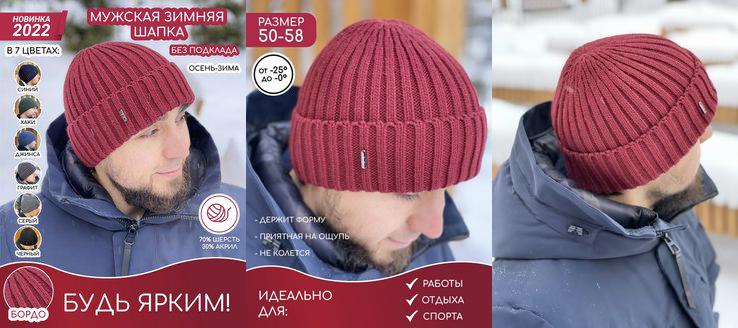 НОВИНКА
2022
МУЖСКАЯ ЗИМНЯЯ
ШАПКА
БЕЗ ПОДКЛАДА
ОСЕНЬ-ЗИМА
В 7 ЦВЕТАХ:
СИНИЙ
ХАКИ
ДЖИНСА
ГРАФИТ
СЕРЫЙ
ЧЕРНЫЙ
БОРДО
70% ШЕРСТЬ
30% АКРИЛ
БУДЬ ЯРКИМ!
РАЗМЕР
50-58
от -25°
до -0°
- ДЕРЖИТ ФОРМУ
- ПРИЯТНАЯ НА ОЩУПЬ
- НЕ КОЛЕТСЯ
ИДЕАЛЬНО
ДЛЯ:
РАБОТЫ
ОТДЫХА
СПОРТА